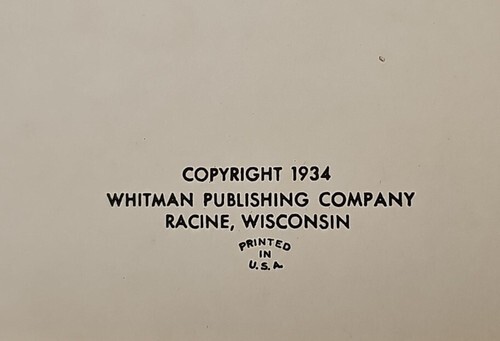 COPYRIGHT 1934
WHITMAN PUBLISHING COMPANY
RACINE, WISCONSIN
PRINTED
IN
U.S.A.